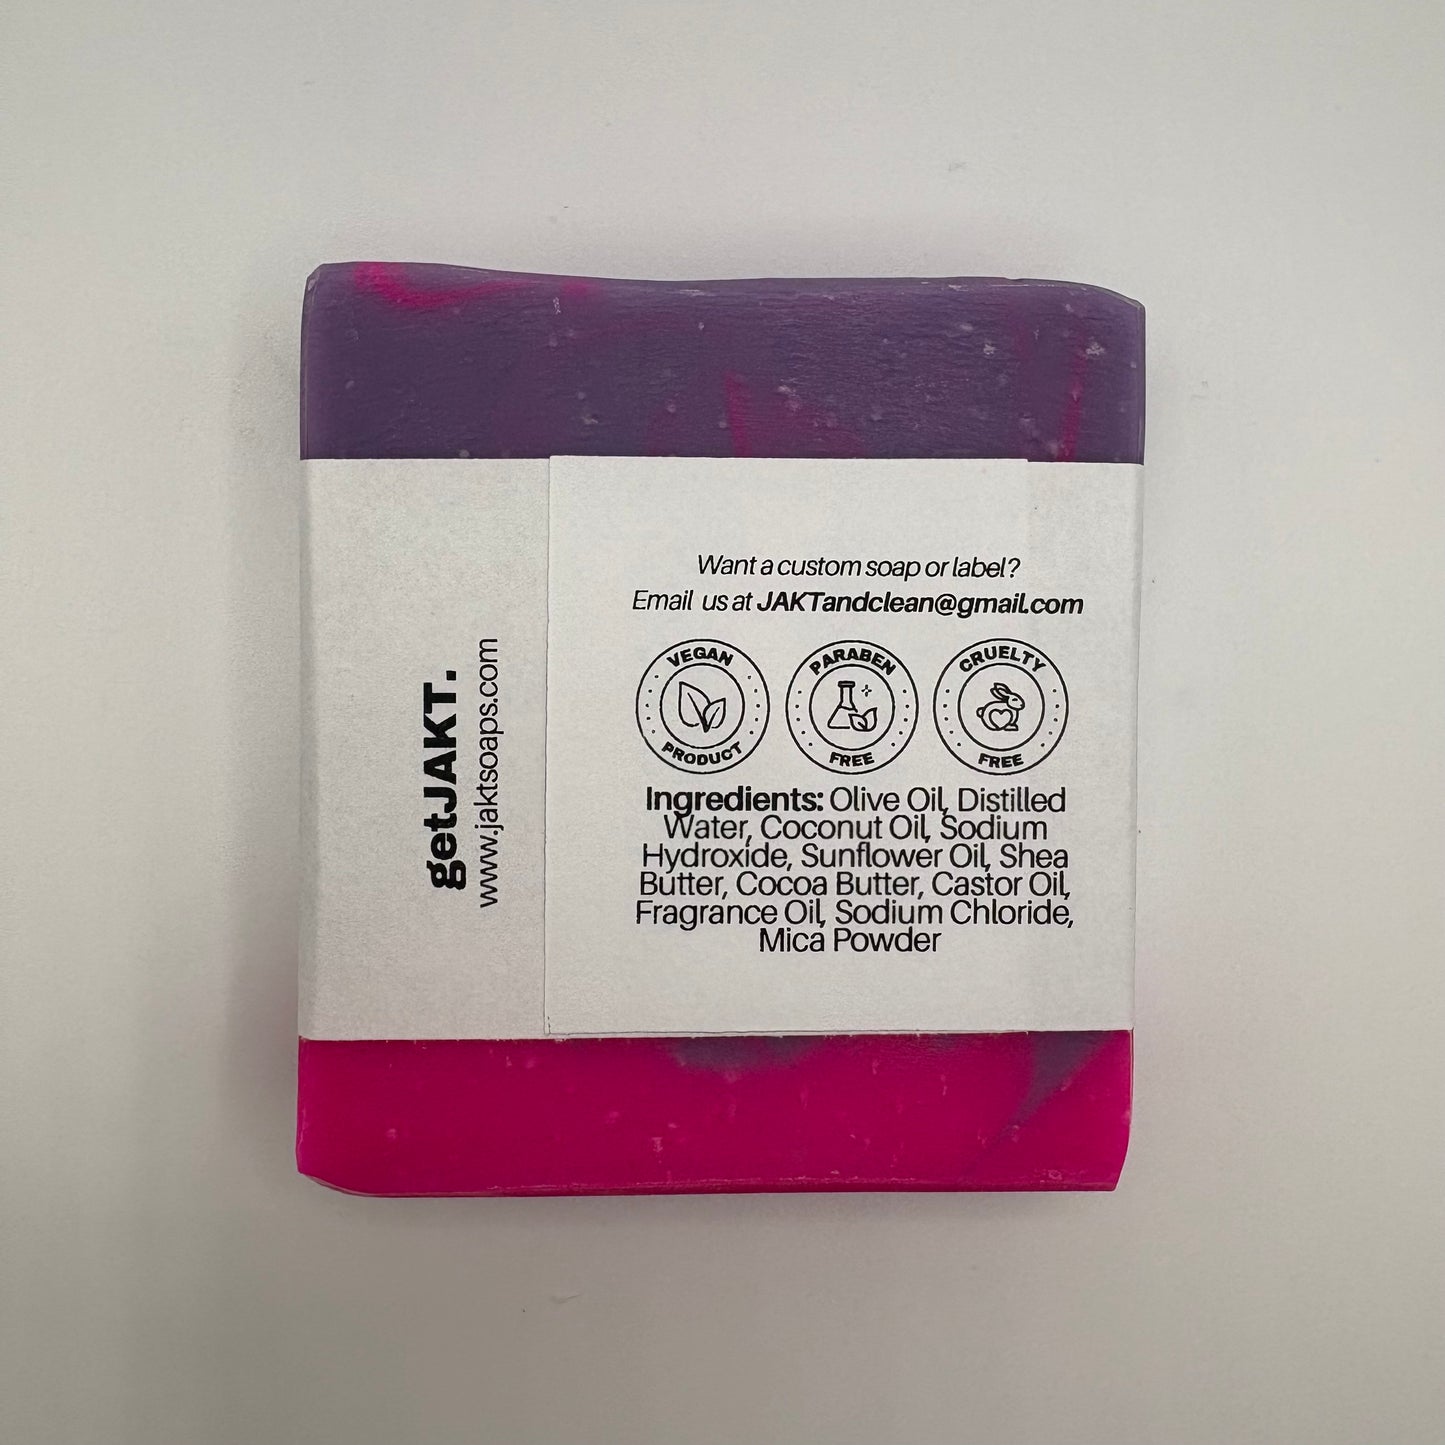 getJAKT.
www.jaktsoaps.com
Want a custom soap or label?
Email us at JAKTandclean@gmail.com
VEGAN
PRODUCT
PARABEN
FREE
CRUELTY
FREE
Ingredients: Olive Oil, Distilled
Water, Coconut Oil, Sodium
Hydroxide, Sunflower Oil, Shea
Butter, Cocoa Butter, Castor Oil,
Fragrance Oil, Sodium Chloride,
Mica Powder